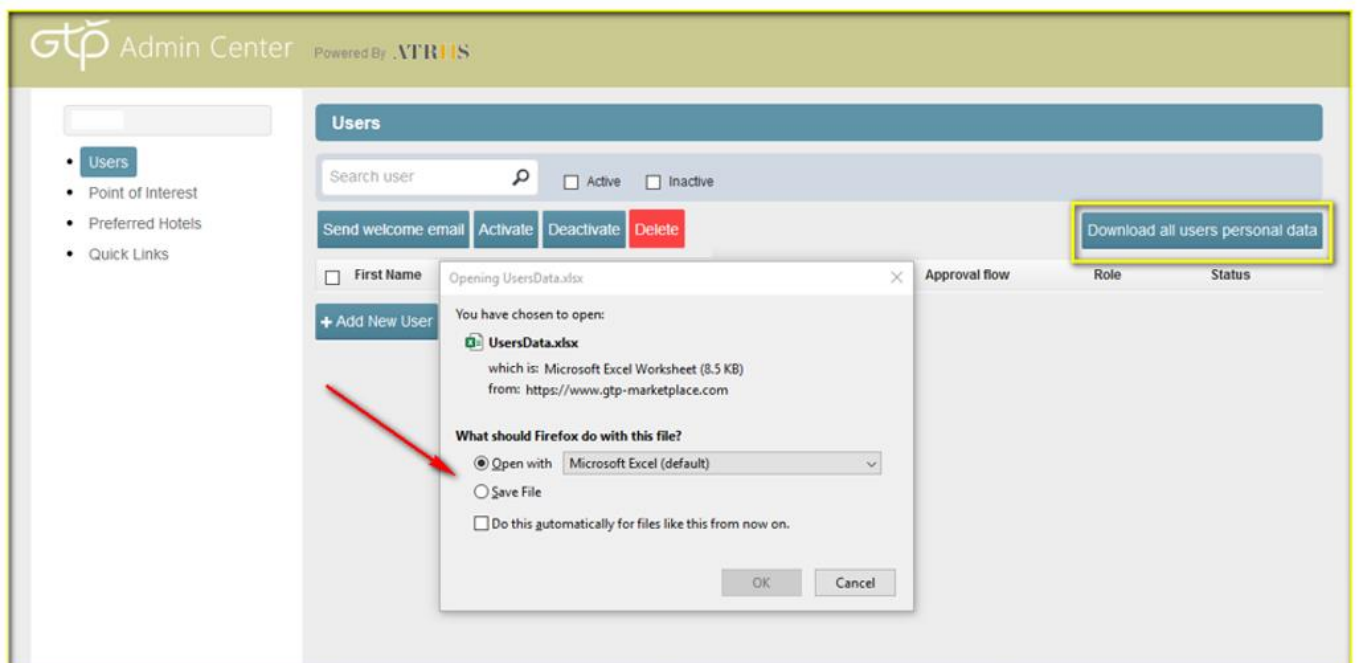 Gtp Admin Center Powered By ATRIIS
Users
Users
Point of Interest
Preferred Hotels
Quick Links
Search user
Active
Inactive
Send welcome email
Activate
Deactivate
Delete
Download all users personal data
First Name
Approval flow
Role
Status
+ Add New User
Opening UsersData.xlsx
You have chosen to open:
UsersData.xlsx
which is: Microsoft Excel Worksheet (8.5 KB)
from: https://www.gtp-marketplace.com
What should Firefox do with this file?
Open with Microsoft Excel (default)
Save File
Do this automatically for files like this from now on.
OK
Cancel